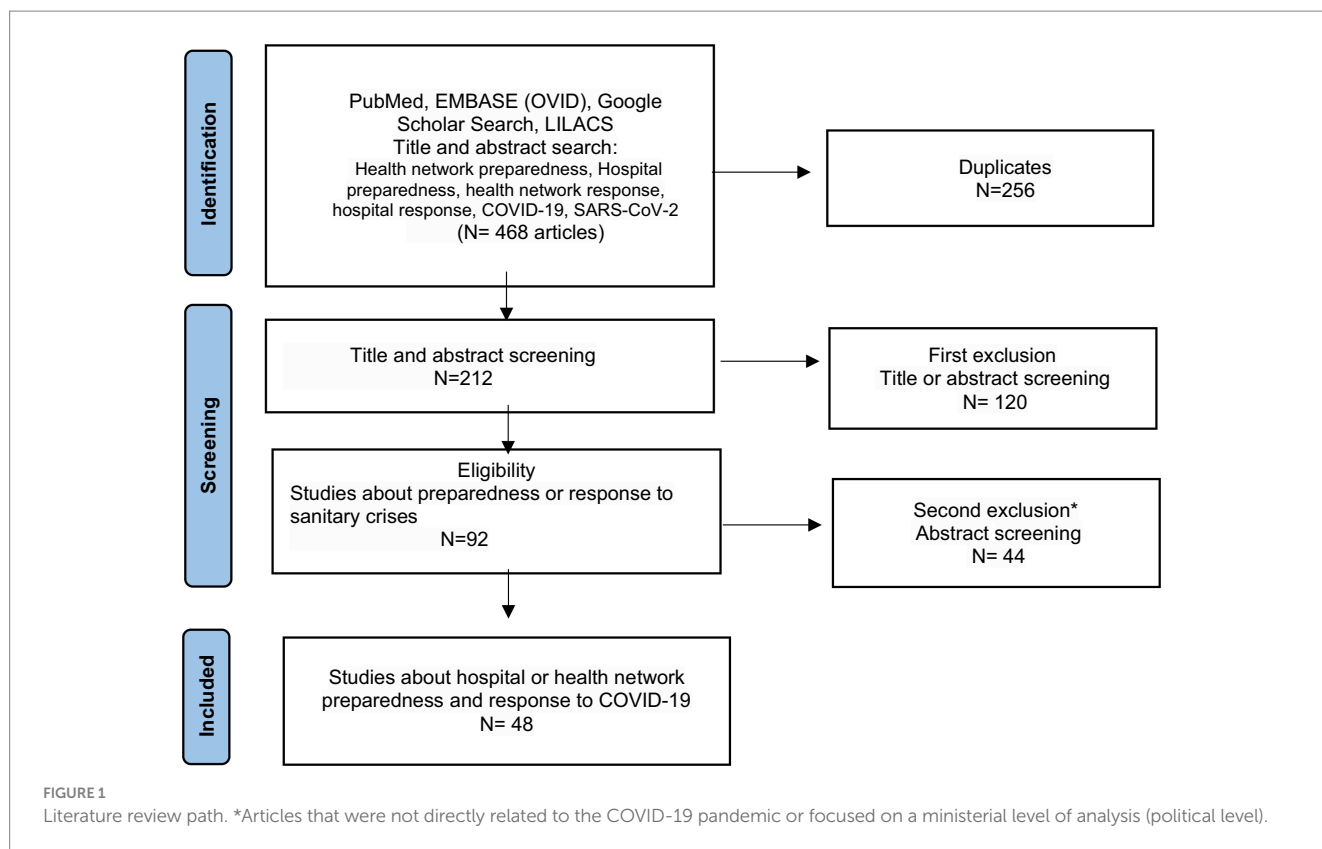 Identification
PubMed, EMBASE (OVID), Google
Scholar Search, LILACS
Title and abstract search:
Health network preparedness, Hospital
preparedness, health network response,
hospital response, COVID-19, SARS-CoV-2
(N= 468 articles)
Duplicates
N=256
Screening
Title and abstract screening
N=212
First exclusion
Title or abstract screening
N= 120
Eligibility
Studies about preparedness or response to
sanitary crises
N=92
Second exclusion*
Abstract screening
N= 44
Included
Studies about hospital or health network
preparedness and response to COVID-19
N= 48
FIGURE 1
Literature review path. *Articles that were not directly related to the COVID-19 pandemic or focused on a ministerial level of analysis (political level).